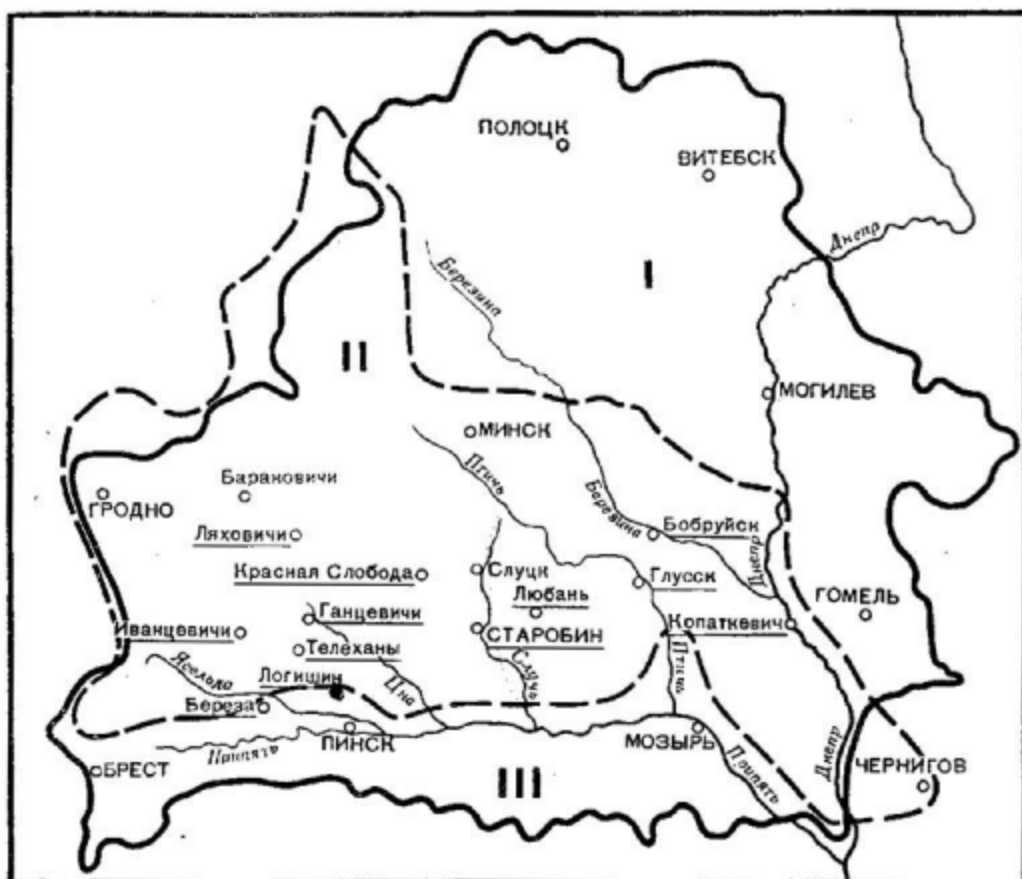 ПОЛОЦК
ВИТЕБСК
Днепр
Березина
I
II
МОГИЛЕВ
МИНСК
Птичь
Барановичи
ГРОДНО
Березина
Бобруйск
Ляховичи
Днепр
Красная Слобода
Слуцк
Глусск
Любань
ГОМЕЛЬ
Ганцевичи
Копаткевич
Иванцевичи
СТАРОБИН
Телеханы
Птичь
Случь
Ясельда
Логишин
Цна
Береза
ПИНСК
МОЗЫРЬ
Припять
Припять
Днепр
БРЕСТ
III
ЧЕРНИГОВ